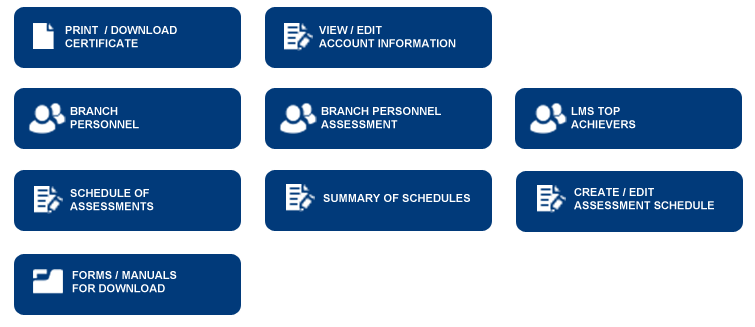 PRINT / DOWNLOAD
CERTIFICATE
VIEW / EDIT
ACCOUNT INFORMATION
BRANCH
PERSONNEL
BRANCH PERSONNEL
ASSESSMENT
LMS TOP
ACHIEVERS
SCHEDULE OF
ASSESSMENTS
SUMMARY OF SCHEDULES
CREATE / EDIT
ASSESSMENT SCHEDULE
FORMS / MANUALS
FOR DOWNLOAD